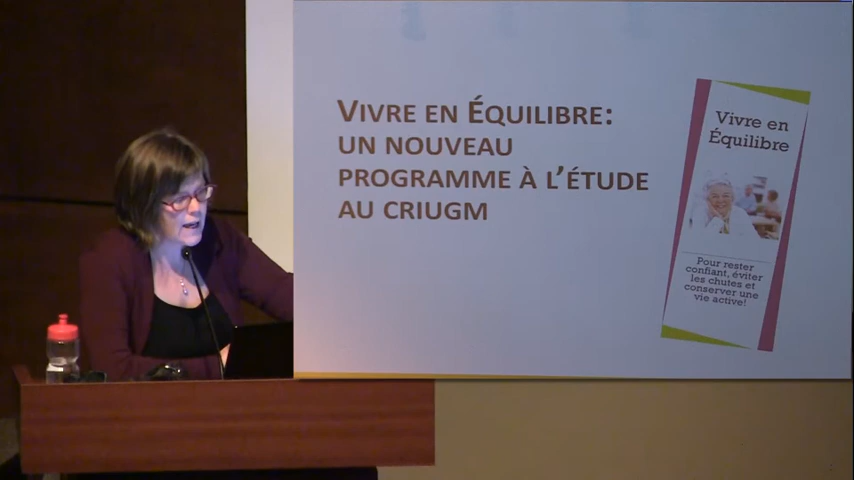 VIVRE EN ÉQUILIBRE:
UN NOUVEAU
PROGRAMME À L'ÉTUDE
AU CRIUGM
Vivre en
Équilibre
Pour rester
confiant, éviter
les chutes et
conserver une
vie active!